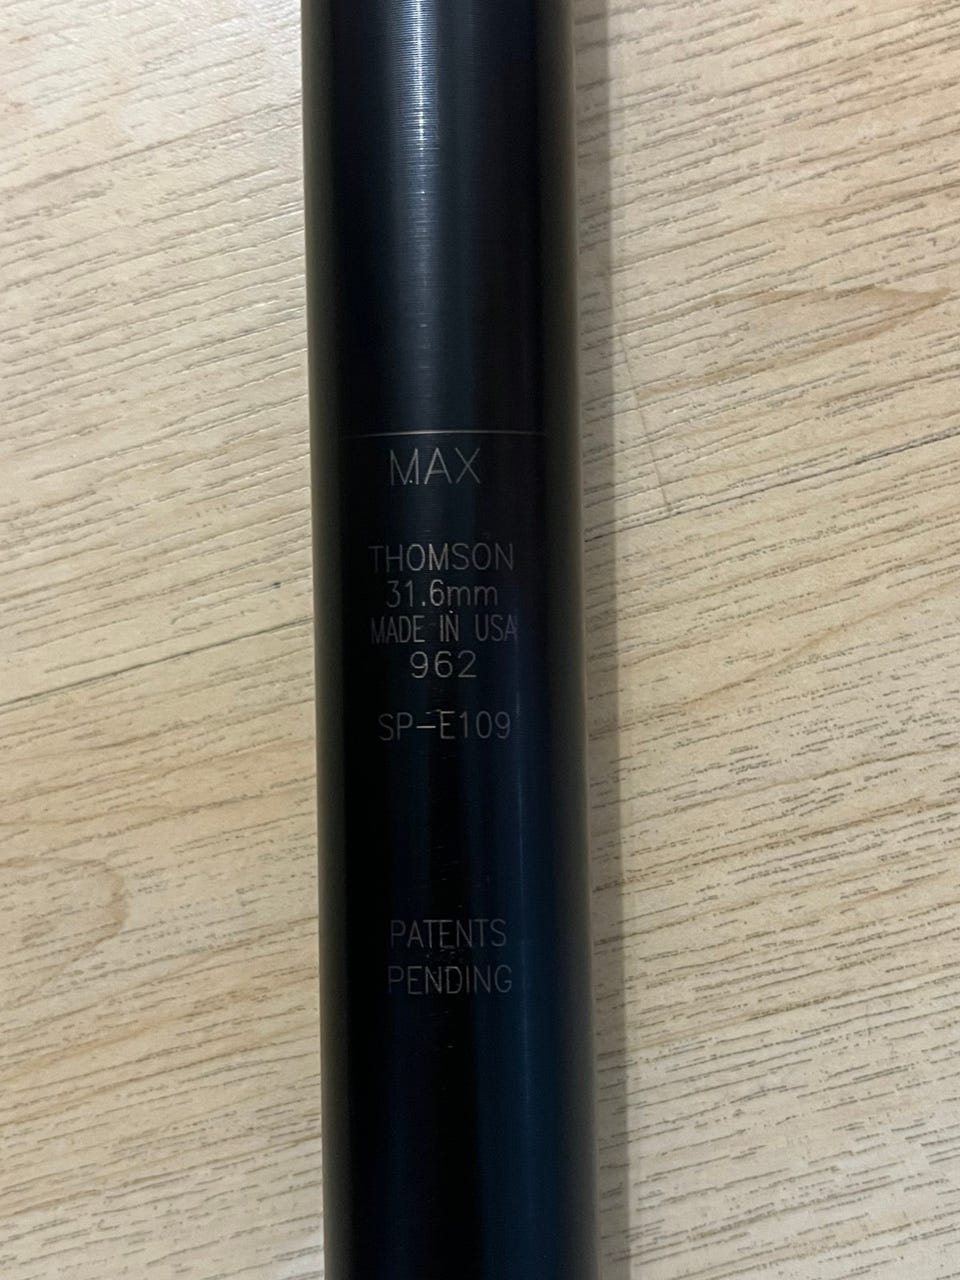 MAX
THOMSON
31.6mm
MADE IN USA
962
SP-E109
PATENTS
PENDING